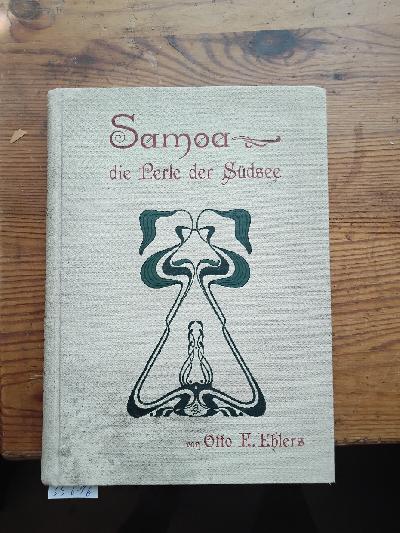 Samoa
die Perle der Südsee
von Otto E. Ehlers